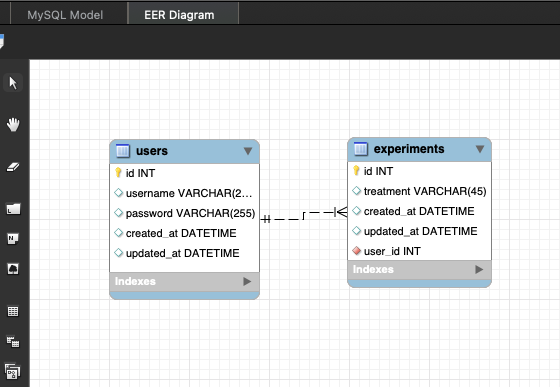 MySQL Model
EER Diagram
users
id INT
username VARCHAR(2...
password VARCHAR(255)
created_at DATETIME
updated_at DATETIME
Indexes
experiments
id INT
treatment VARCHAR(45)
created_at DATETIME
updated_at DATETIME
user_id INT
Indexes